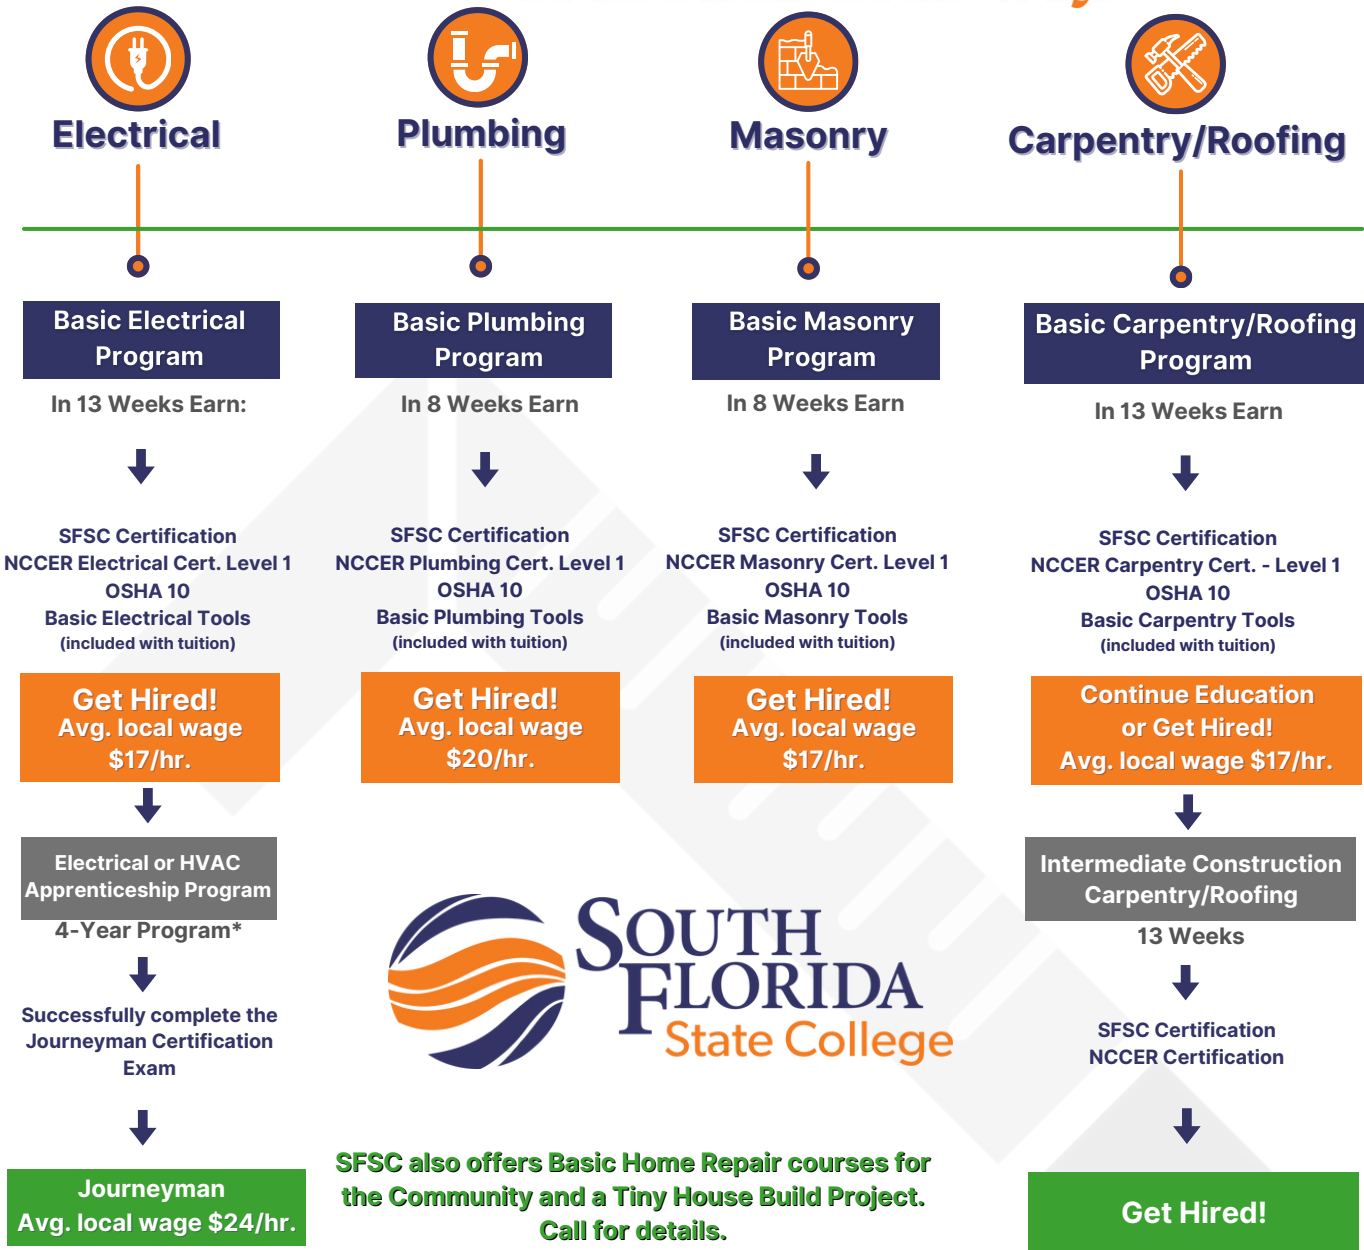 Electrical
Basic Electrical
Program
In 13 Weeks Earn:
SFSC Certification
NCCER Electrical Cert. Level 1
OSHA 10
Basic Electrical Tools
(included with tuition)
Get Hired!
Avg. local wage
$17/hr.
Electrical or HVAC
Apprenticeship Program
4-Year Program*
Successfully complete the
Journeyman Certification
Exam
Journeyman
Avg. local wage $24/hr.
Plumbing
Basic Plumbing
Program
In 8 Weeks Earn
SFSC Certification
NCCER Plumbing Cert. Level 1
OSHA 10
Basic Plumbing Tools
(included with tuition)
Get Hired!
Avg. local wage
$20/hr.
Masonry
Basic Masonry
Program
In 8 Weeks Earn
SFSC Certification
NCCER Masonry Cert. Level 1
OSHA 10
Basic Masonry Tools
(included with tuition)
Get Hired!
Avg. local wage
$17/hr.
Carpentry/Roofing
Basic Carpentry/Roofing
Program
In 13 Weeks Earn
SFSC Certification
NCCER Carpentry Cert. - Level 1
OSHA 10
Basic Carpentry Tools
(included with tuition)
Continue Education
or Get Hired!
Avg. local wage $17/hr.
Intermediate Construction
Carpentry/Roofing
13 Weeks
SFSC Certification
NCCER Certification
Get Hired!
SOUTH
FLORIDA
State College
SFSC also offers Basic Home Repair courses for
the Community and a Tiny House Build Project.
Call for details.